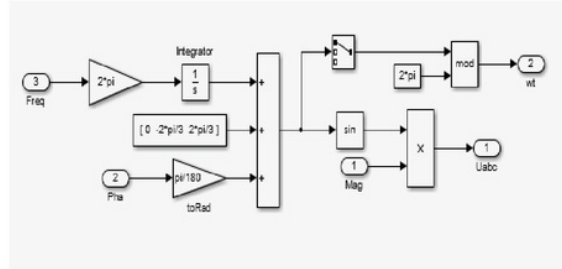 Integrator
3
Freq
2*pi
1
s
+
[ 0 -2*pi/3 2*pi/3 ]
+
2
Pha
pi/180
toRad
+
2*pi
mod
2
wt
sin
1
Mag
X
1
Uabc